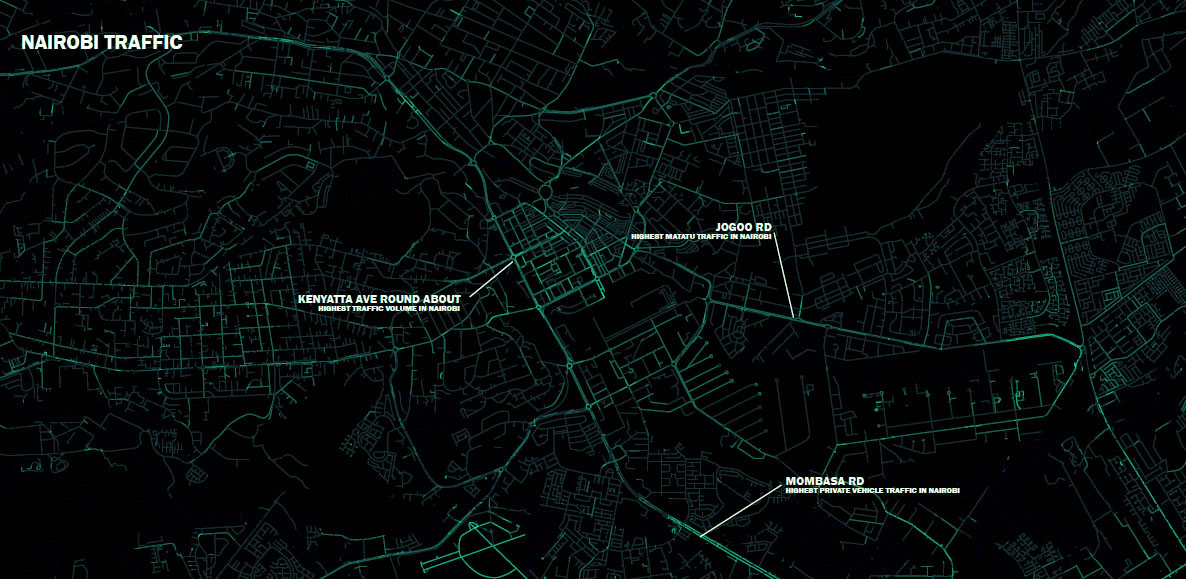 NAIROBI TRAFFIC
JOGOO RD
HIGHEST MATATU TRAFFIC IN NAIROBI
KENYATTA AVE ROUND ABOUT
HIGHEST TRAFFIC VOLUME IN NAIROBI
MOMBASA RD
HIGHEST PRIVATE VEHICLE TRAFFIC IN NAIROBI